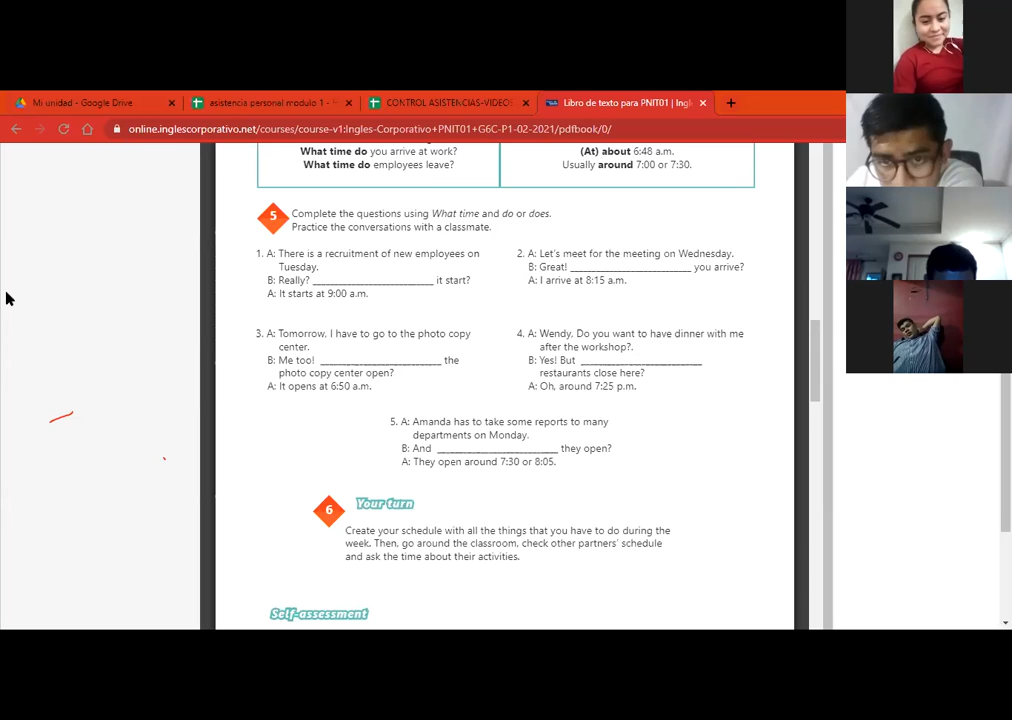 Mi unidad - Google Drive
asistencia personal modulo 1 -
CONTROL ASISTENCIAS-VIDEOS
Libro de texto para PNIT01 | Ingl
online.inglescorporativo.net/courses/course-v1:Ingles-Corporativo+PNIT01+G6C-P1-02-2021/pdfbook/0/
What time do you arrive at work?
(At) about 6:48 a.m.
What time do employees leave?
Usually around 7:00 or 7:30.
5
Complete the questions using What time and do or does.
Practice the conversations with a classmate.
1. A: There is a recruitment of new employees on
Tuesday.
B: Really? ____________________ it start?
A: It starts at 9:00 a.m.
2. A: Let's meet for the meeting on Wednesday.
B: Great! ____________________ you arrive?
A: I arrive at 8:15 a.m.
3. A: Tomorrow, I have to go to the photo copy
center.
B: Me too! ____________________ the
photo copy center open?
A: It opens at 6:50 a.m.
4. A: Wendy, Do you want to have dinner with me
after the workshop?.
B: Yes! But ____________________
restaurants close here?
A: Oh, around 7:25 p.m.
5. A: Amanda has to take some reports to many
departments on Monday.
B: And ____________________ they open?
A: They open around 7:30 or 8:05.
6
Your turn
Create your schedule with all the things that you have to do during the
week. Then, go around the classroom, check other partners' schedule
and ask the time about their activities.
Self-assessment